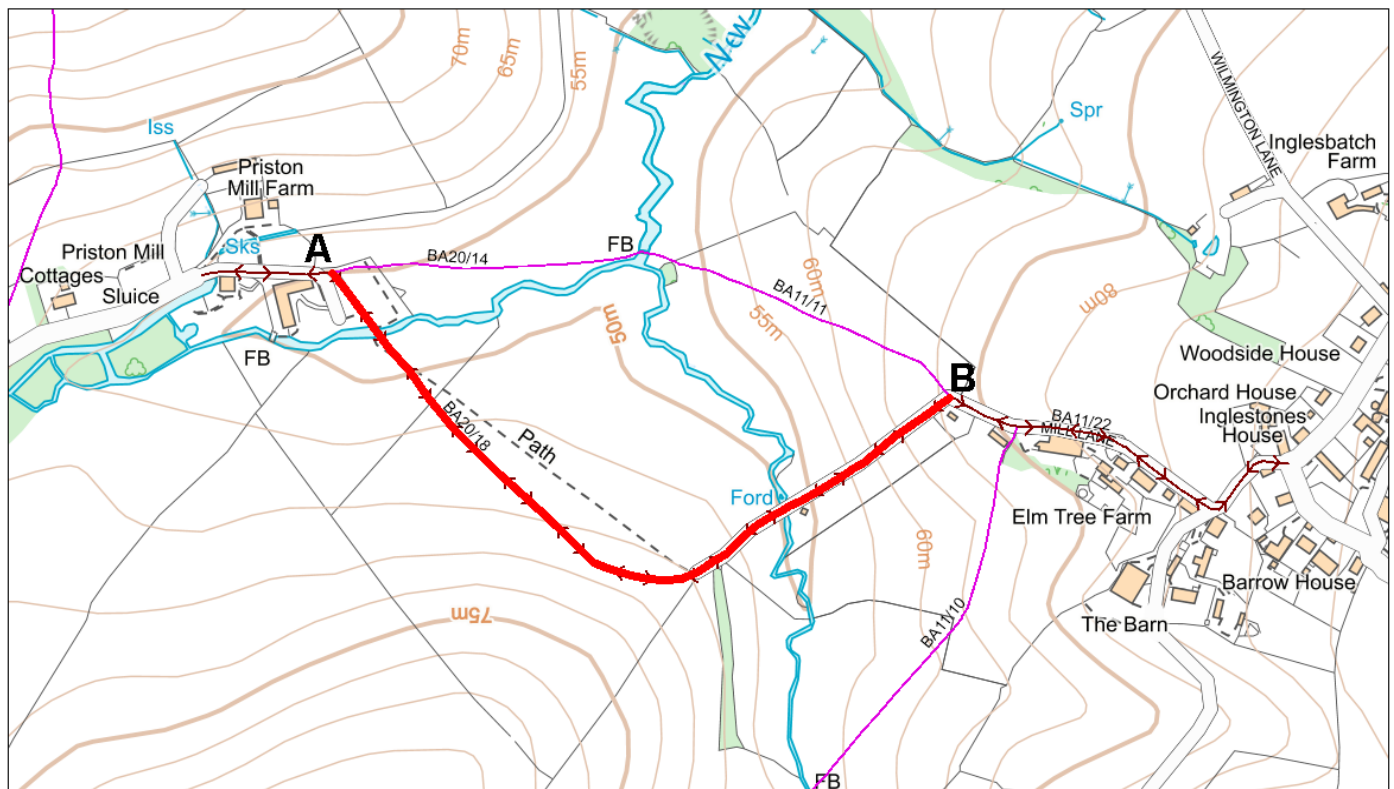 70m
65m
55m
New
WILMINGTON LANE
Spr
Iss
Inglesbatch
Farm
Priston
Mill Farm
Priston Mill
Cottages
Sluice
Sks
A
BA20/14
FB
BA11/11
60m
55m
80m
50m
FB
Woodside House
B
Orchard House
Inglestones
House
BA11/22
MILL LANE
BA20/18
Path
Ford
Elm Tree Farm
60m
Barrow House
75m
BA11/10
The Barn
FB